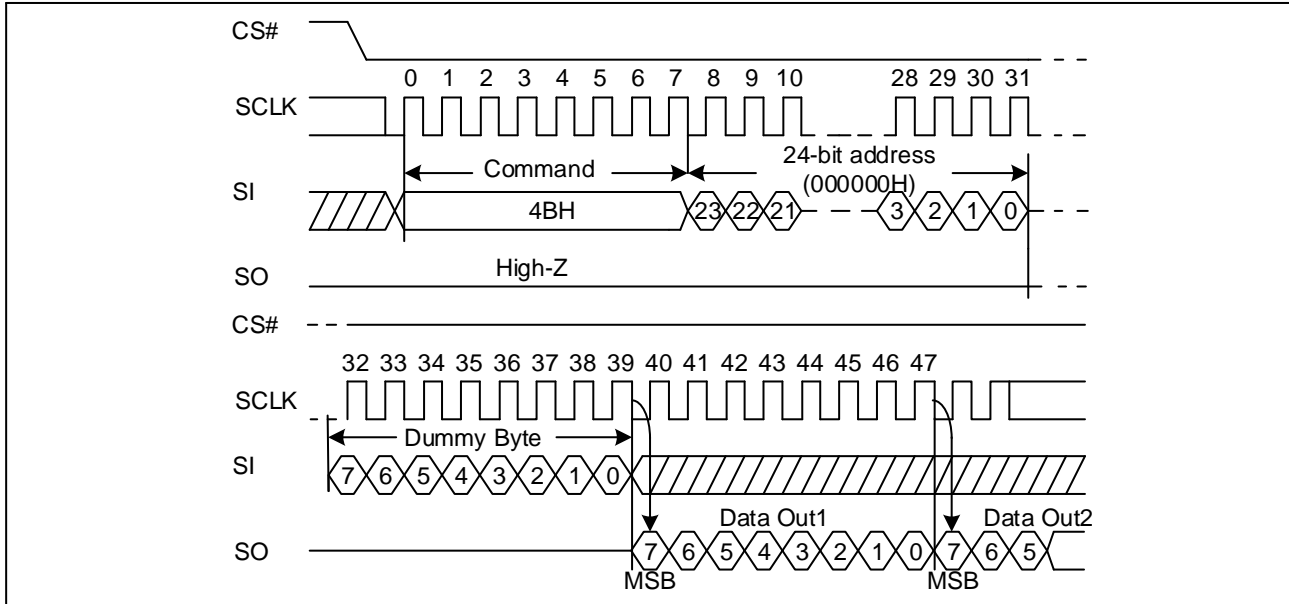 CS#
0 1 2 3 4 5 6 7 8 9 10 28 29 30 31
SCLK
Command
24-bit address
(000000H)
SI
4BH
23 22 21 3 2 1 0
High-Z
SO
CS#
32 33 34 35 36 37 38 39 40 41 42 43 44 45 46 47
SCLK
Dummy Byte
SI
7 6 5 4 3 2 1 0
Data Out1 Data Out2
SO
7 6 5 4 3 2 1 0 7 6 5
MSB MSB